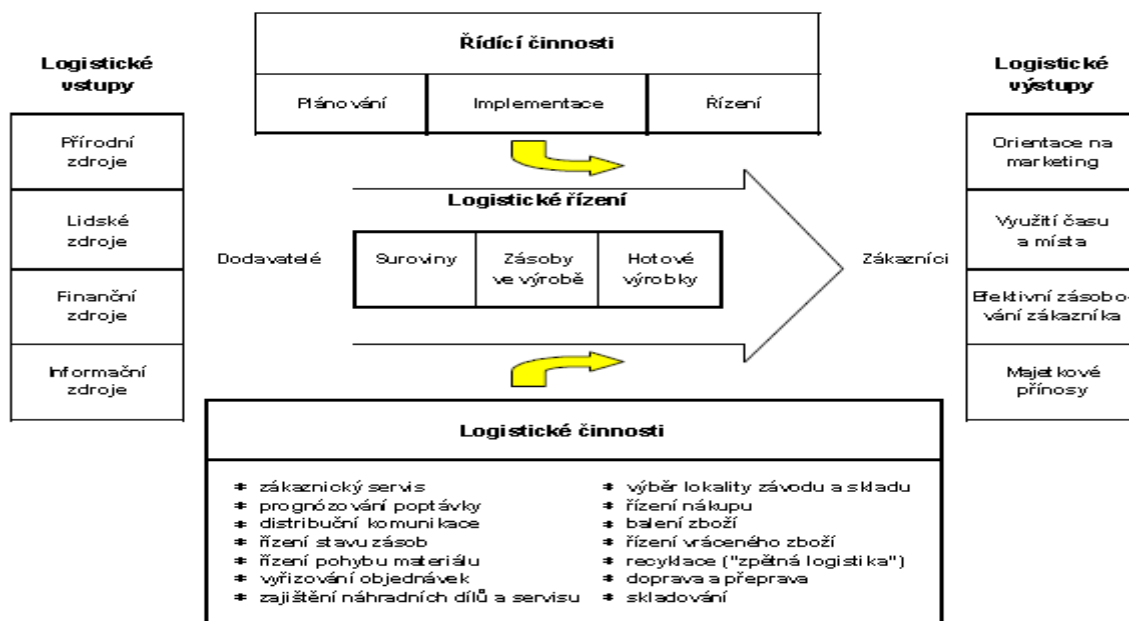 Řídící činnosti
Plánování
Implementace
Řízení
Logistické
vstupy
Přírodní
zdroje
Lidské
zdroje
Finanční
zdroje
Informační
zdroje
Dodavatelé
Logistické řízení
Suroviny
Zásoby
ve výrobě
Hotové
výrobky
Zákazníci
Logistické
výstupy
Orientace na
marketing
Využití času
a místa
Efektivní zásobo-
vání zákazníka
Majetkové
přínosy
Logistické činnosti
* zákaznický servis
* prognózování poptávky
* distribuční komunikace
* řízení stavu zásob
* řízení pohybu materiálu
* vyřizování objednávek
* zajištění náhradních dílů a servisu
* výběr lokality závodu a skladu
* řízení nákupu
* balení zboží
* řízení vráceného zboží
* recyklace ("zpětná logistika")
* doprava a přeprava
* skladování